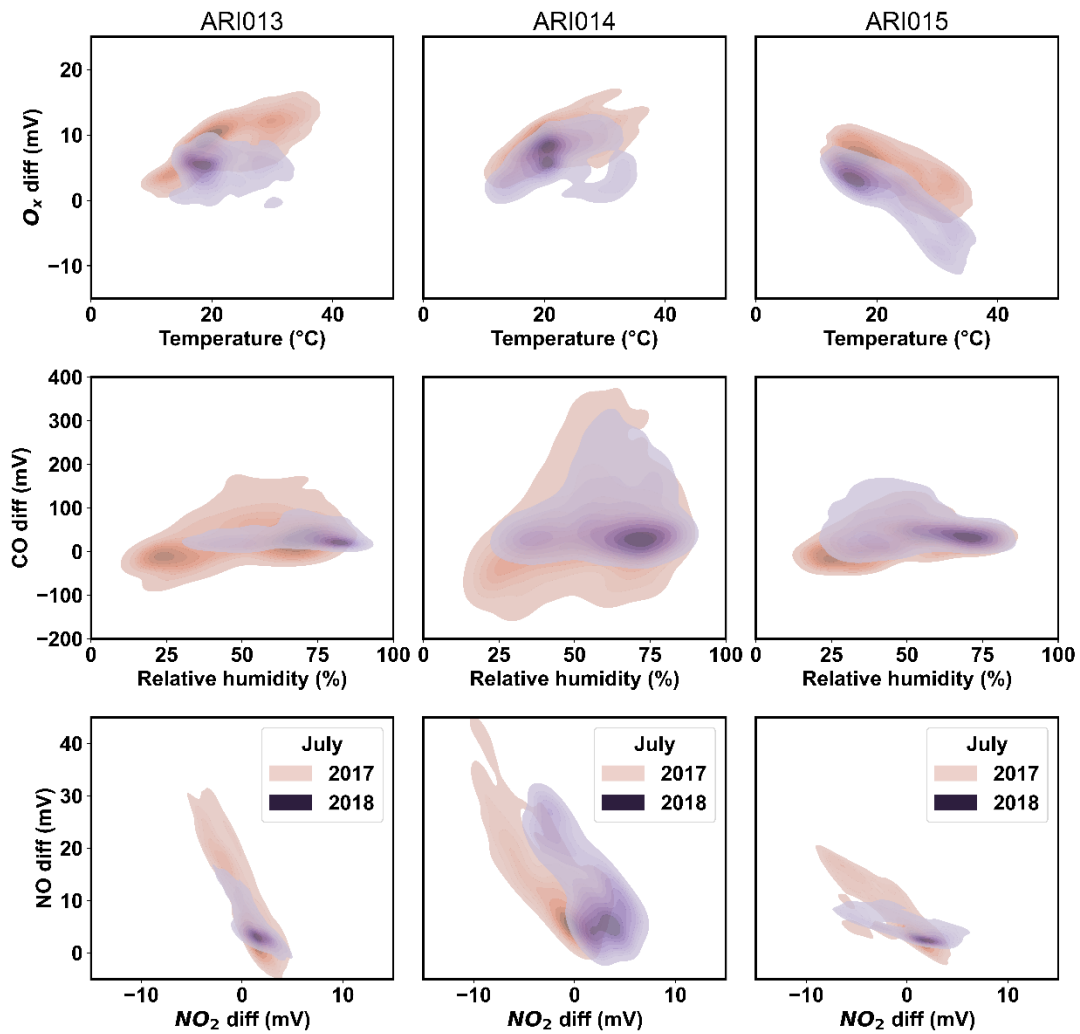 ARI013 ARI014 ARI015
20
10
0
−10
Oₓ diff (mV)
0 20 40 0 20 40 0 20 40
Temperature (°C) Temperature (°C) Temperature (°C)
400
300
200
100
0
−100
−200
CO diff (mV)
0 25 50 75 100 0 25 50 75 100 0 25 50 75 100
Relative humidity (%) Relative humidity (%) Relative humidity (%)
40
30
20
10
0
NO diff (mV)
July
2017
2018
July
2017
2018
July
2017
2018
−10 0 10 −10 0 10 −10 0 10
NO₂ diff (mV) NO₂ diff (mV) NO₂ diff (mV)